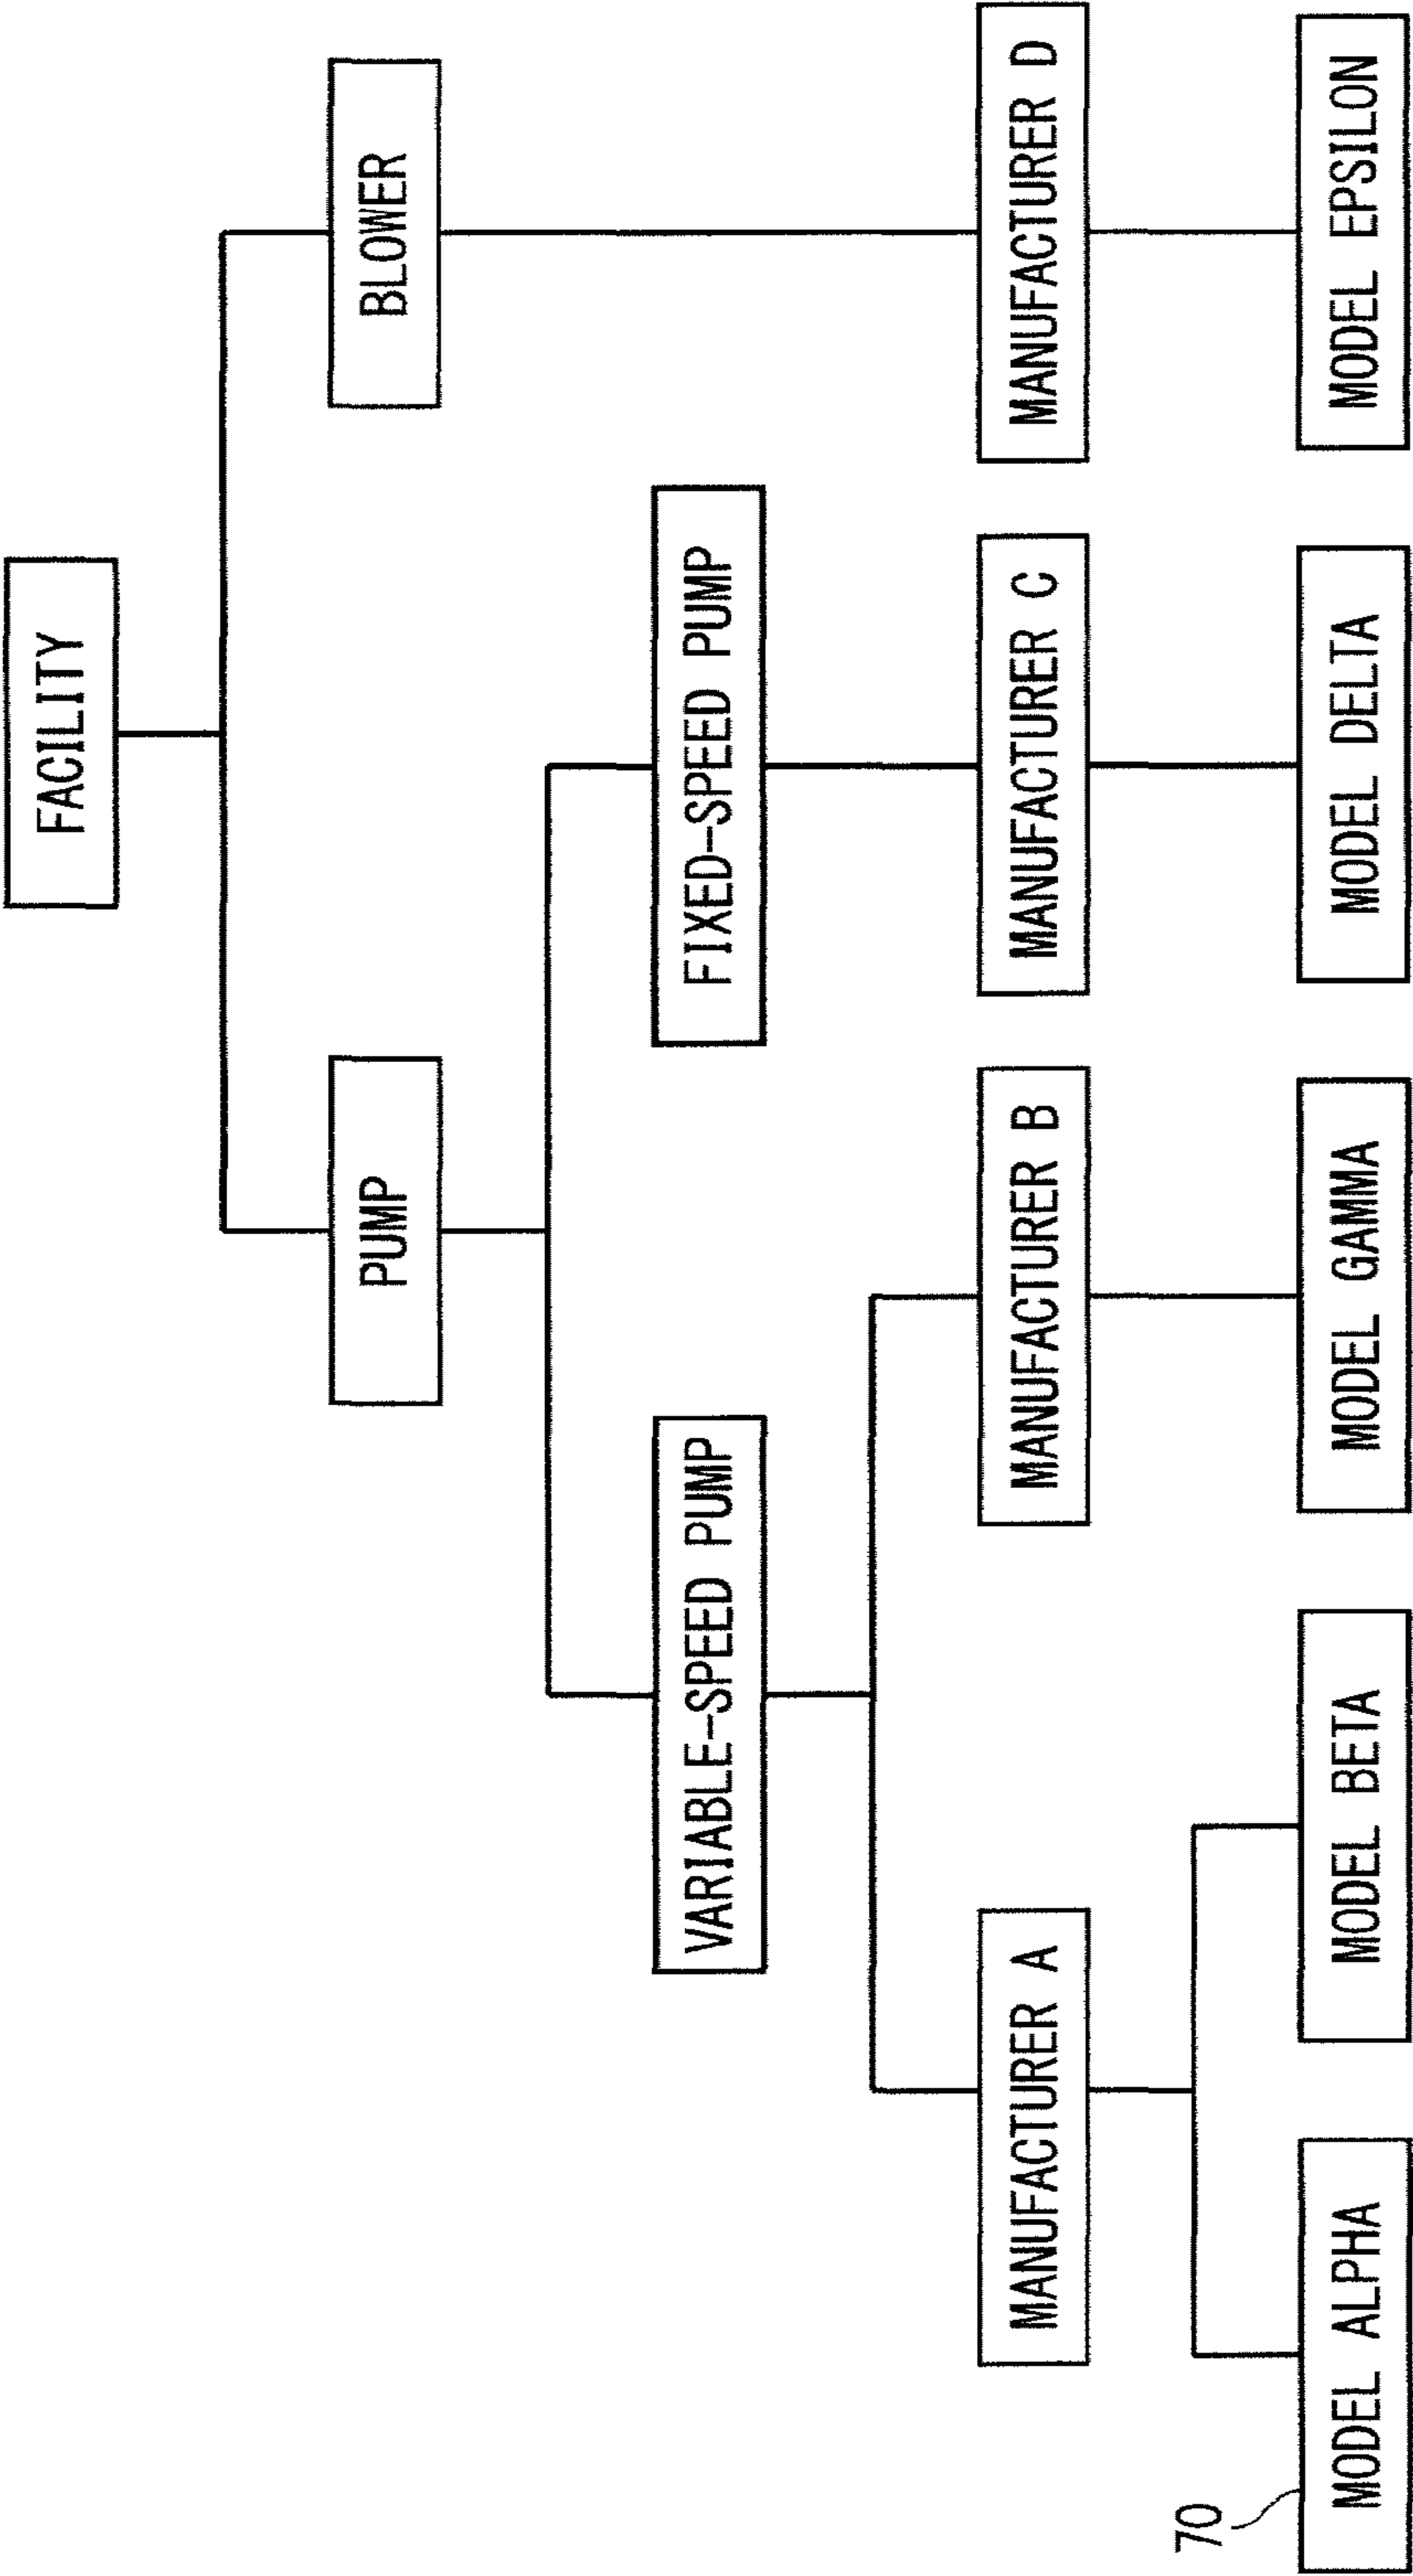 FACILITY
PUMP
BLOWER
VARIABLE-SPEED PUMP
FIXED-SPEED PUMP
MANUFACTURER A
MANUFACTURER B
MANUFACTURER C
MANUFACTURER D
70
MODEL ALPHA
MODEL BETA
MODEL GAMMA
MODEL DELTA
MODEL EPSILON